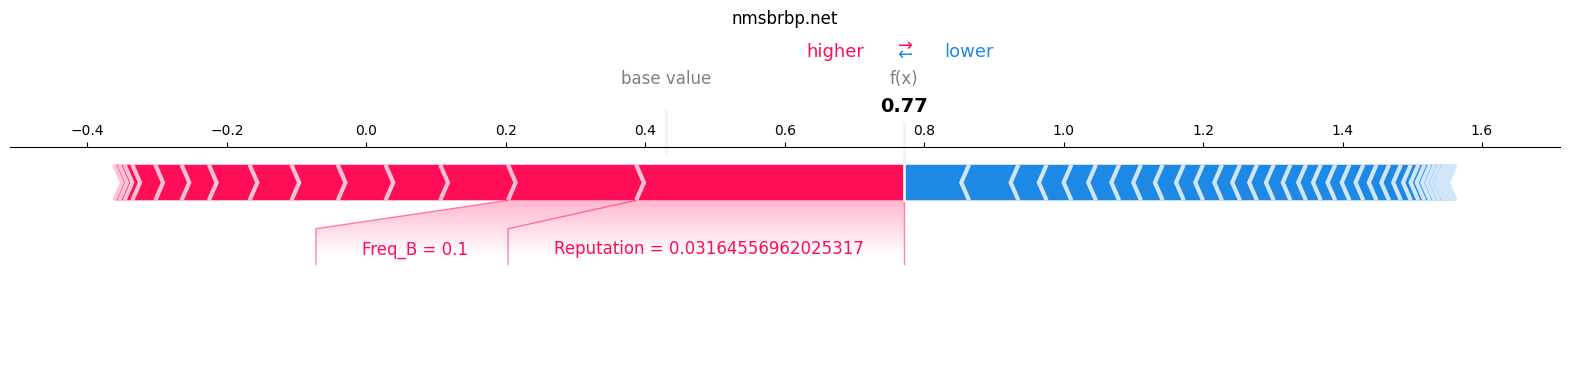 nmsbrbp.net
higher ⇄ lower
base value f(x)
0.77
−0.4 −0.2 0.0 0.2 0.4 0.6 0.8 1.0 1.2 1.4 1.6
Freq_B = 0.1 Reputation = 0.03164556962025317